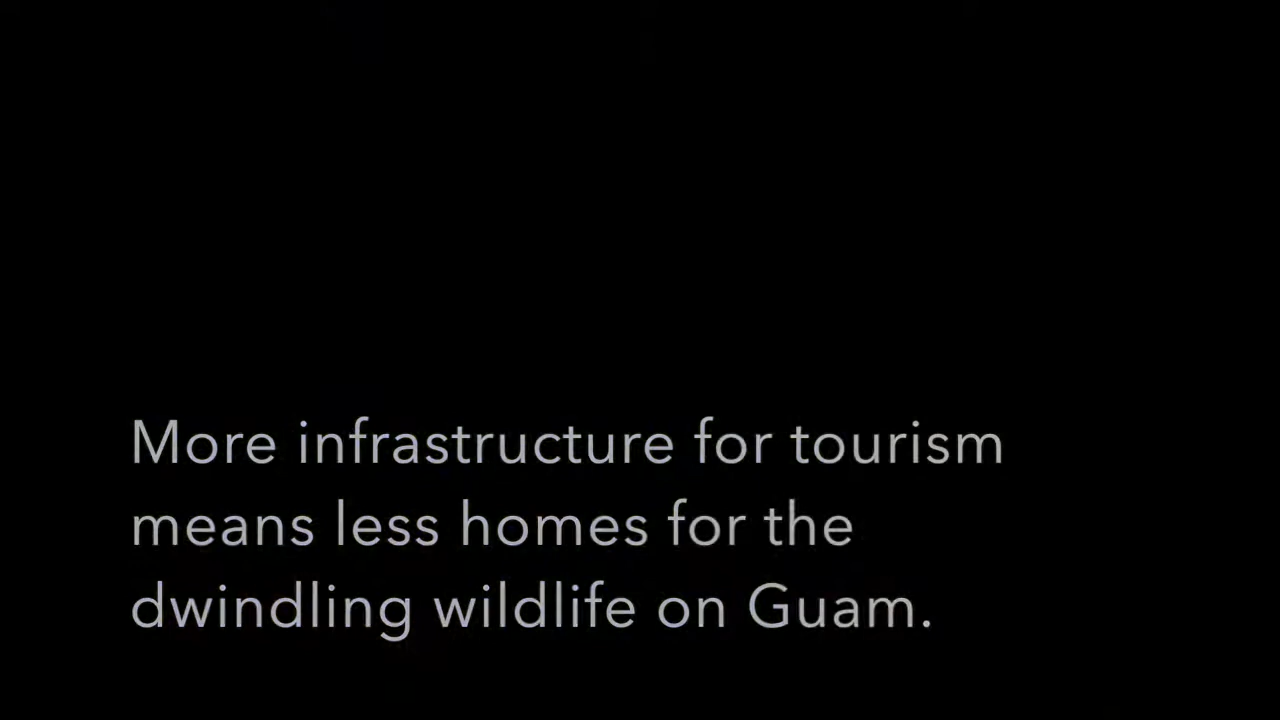 More infrastructure for tourism
means less homes for the
dwindling wildlife on Guam.